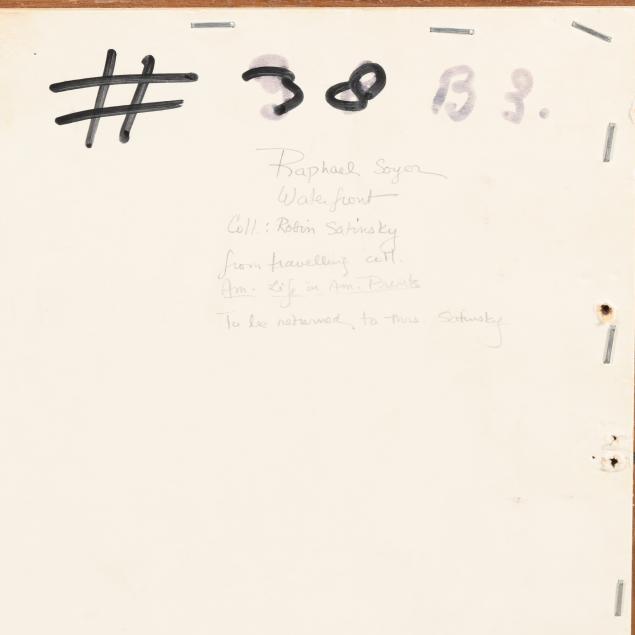 # 38 B3.
Raphael Soyer
Waterfront
Coll.: Robin Satinsky
from travelling coll.
Am. Life in Am. Prints
To be returned to Mrs. Satinsky